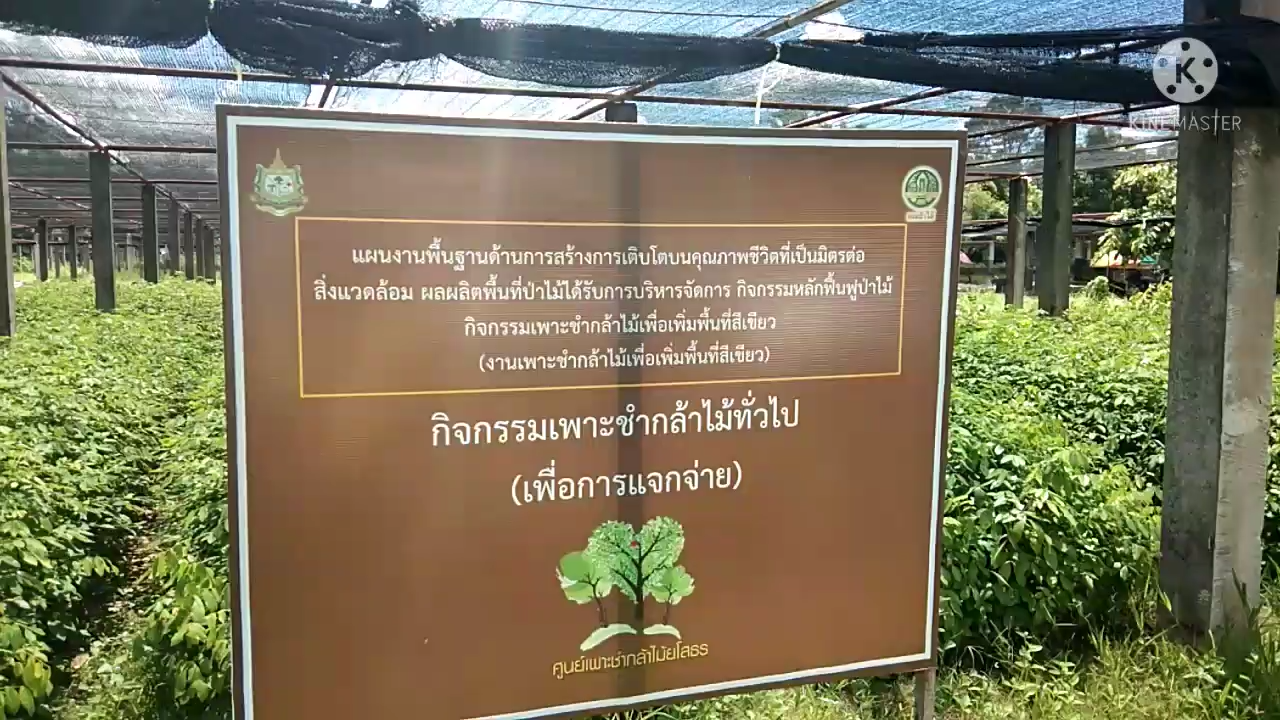 KINEMASTER
แผนงานพื้นฐานด้านการสร้างการเติบโตบนคุณภาพชีวิตที่เป็นมิตรต่อ
สิ่งแวดล้อม ผลผลิตพื้นที่ป่าไม้ได้รับการบริหารจัดการ กิจกรรมหลักฟื้นฟูป่าไม้
กิจกรรมเพาะชำกล้าไม้เพื่อเพิ่มพื้นที่สีเขียว
(งานเพาะชำกล้าไม้เพื่อเพิ่มพื้นที่สีเขียว)
กิจกรรมเพาะชำกล้าไม้ทั่วไป
(เพื่อการแจกจ่าย)
ศูนย์เพาะชำกล้าไม้ยโสธร